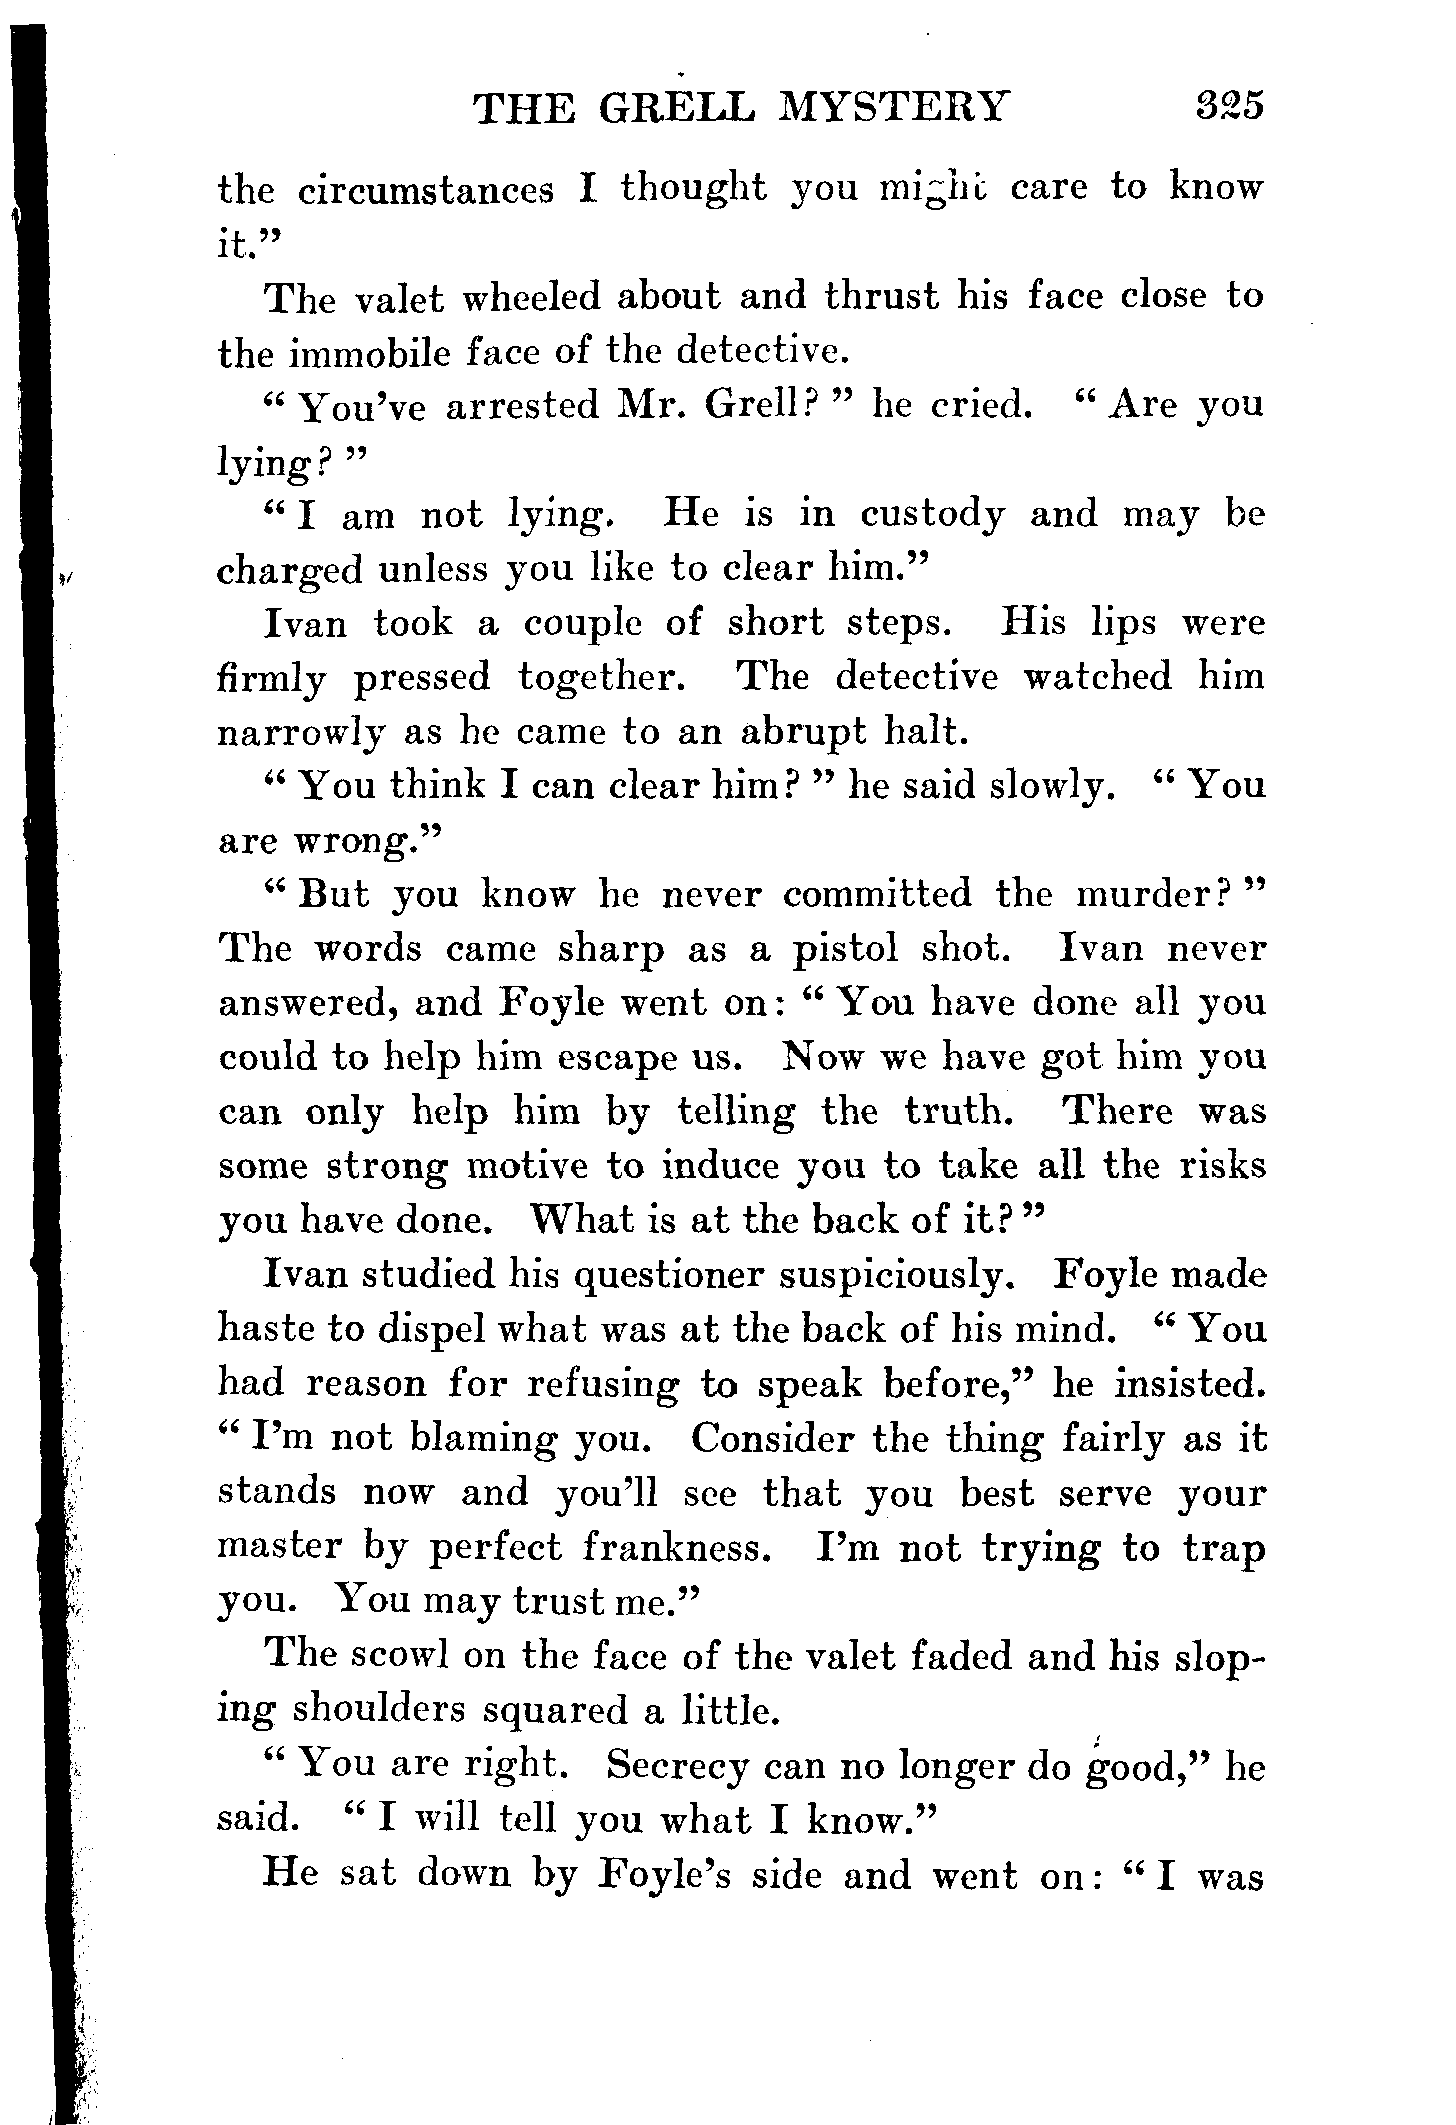 THE GRELL MYSTERY 325
the circumstances I thought you might care to know
it.”
The valet wheeled about and thrust his face close to
the immobile face of the detective.
“ You’ve arrested Mr. Grell? ” he cried. “ Are you
lying? ”
“ I am not lying. He is in custody and may be
charged unless you like to clear him.”
Ivan took a couple of short steps. His lips were
firmly pressed together. The detective watched him
narrowly as he came to an abrupt halt.
“ You think I can clear him? ” he said slowly. “ You
are wrong.”
“ But you know he never committed the murder? ”
The words came sharp as a pistol shot. Ivan never
answered, and Foyle went on: “ You have done all you
could to help him escape us. Now we have got him you
can only help him by telling the truth. There was
some strong motive to induce you to take all the risks
you have done. What is at the back of it? ”
Ivan studied his questioner suspiciously. Foyle made
haste to dispel what was at the back of his mind. “ You
had reason for refusing to speak before,” he insisted.
“ I’m not blaming you. Consider the thing fairly as it
stands now and you’ll see that you best serve your
master by perfect frankness. I’m not trying to trap
you. You may trust me.”
The scowl on the face of the valet faded and his slop-
ing shoulders squared a little.
“ You are right. Secrecy can no longer do good,” he
said. “ I will tell you what I know.”
He sat down by Foyle’s side and went on: “ I was